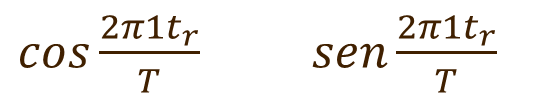 cos 2π1tᵣ/T    sen 2π1tᵣ/T